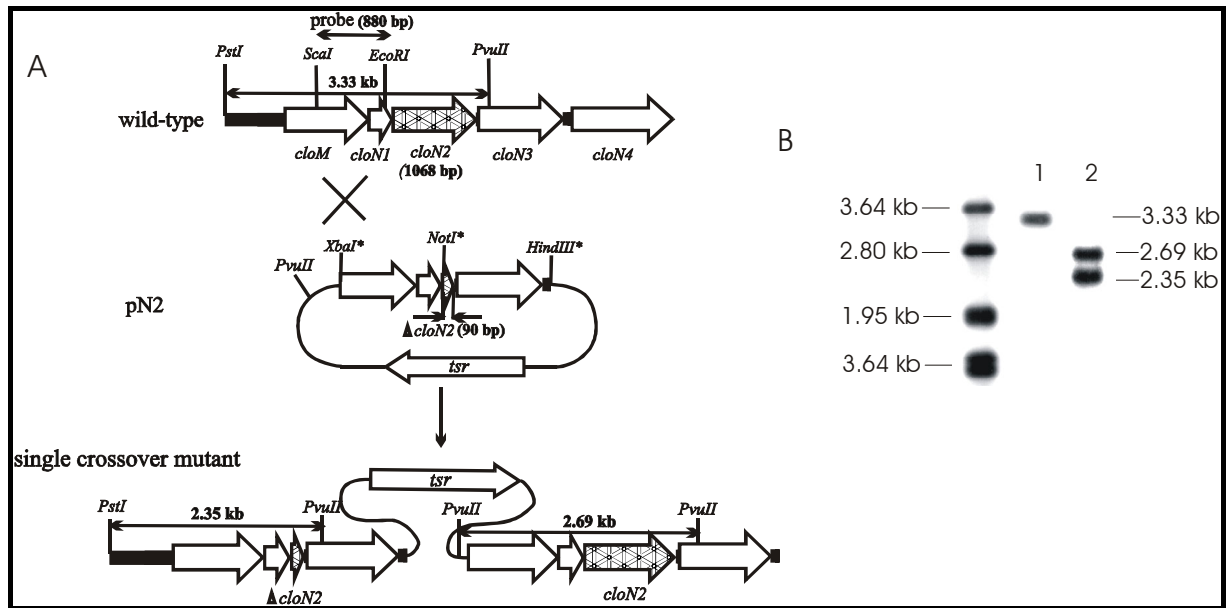 probe (880 bp)
PstI ScaI EcoRI PvuII
A
3.33 kb
wild-type
cloM cloN1 cloN2 cloN3 cloN4
(1068 bp)
XbaI* NotI* HindIII*
PvuII
pN2
ΔcloN2 (90 bp)
tsr
single crossover mutant
tsr
PstI PvuII PvuII PvuII
2.35 kb 2.69 kb
ΔcloN2 cloN2
B
1 2
3.64 kb 3.33 kb
2.80 kb 2.69 kb
2.35 kb
1.95 kb
3.64 kb